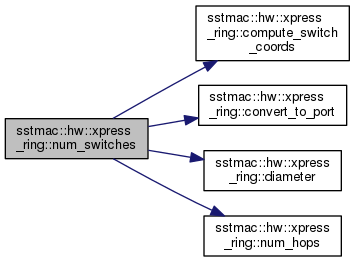 sstmac::hw::xpress
_ring::compute_switch
_coords
sstmac::hw::xpress
_ring::convert_to_port
sstmac::hw::xpress
_ring::num_switches
sstmac::hw::xpress
_ring::diameter
sstmac::hw::xpress
_ring::num_hops